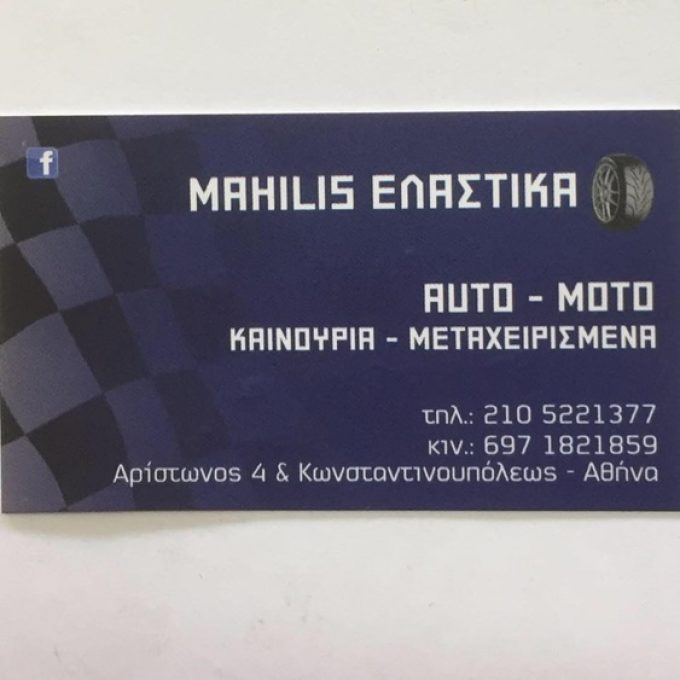 f
MAHILIS ΕΛΑΣΤΙΚΑ
AUTO - MOTO
ΚΑΙΝΟΥΡΙΑ - ΜΕΤΑΧΕΙΡΙΣΜΕΝΑ
τηλ.: 210 5221377
κιν.: 697 1821859
Αρίστωνος 4 & Κωνσταντινουπόλεως - Αθήνα